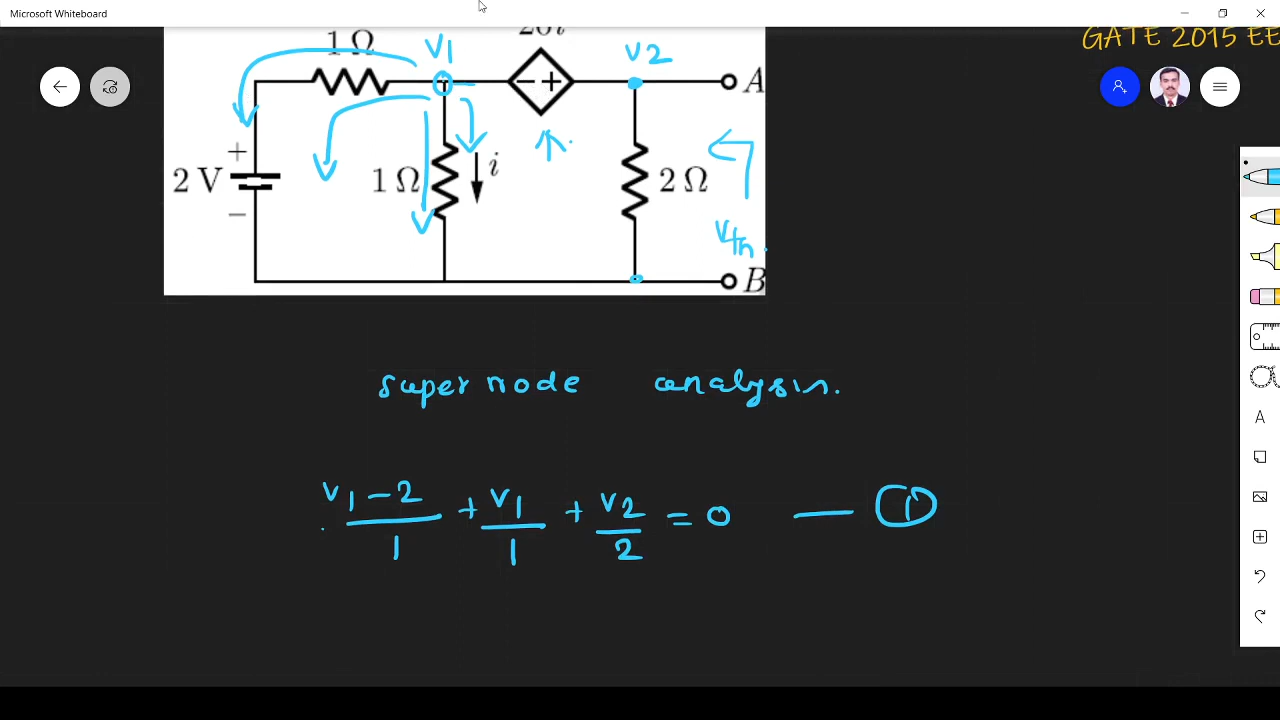 Microsoft Whiteboard
GATE 2015 EE
1 Ω
V1
20i
V2
A
+
− +
2 V
1 Ω
i
2 Ω
−
Vth
B
super node analysis.
V1 − 2 / 1 + V1 / 1 + V2 / 2 = 0 — 1
A